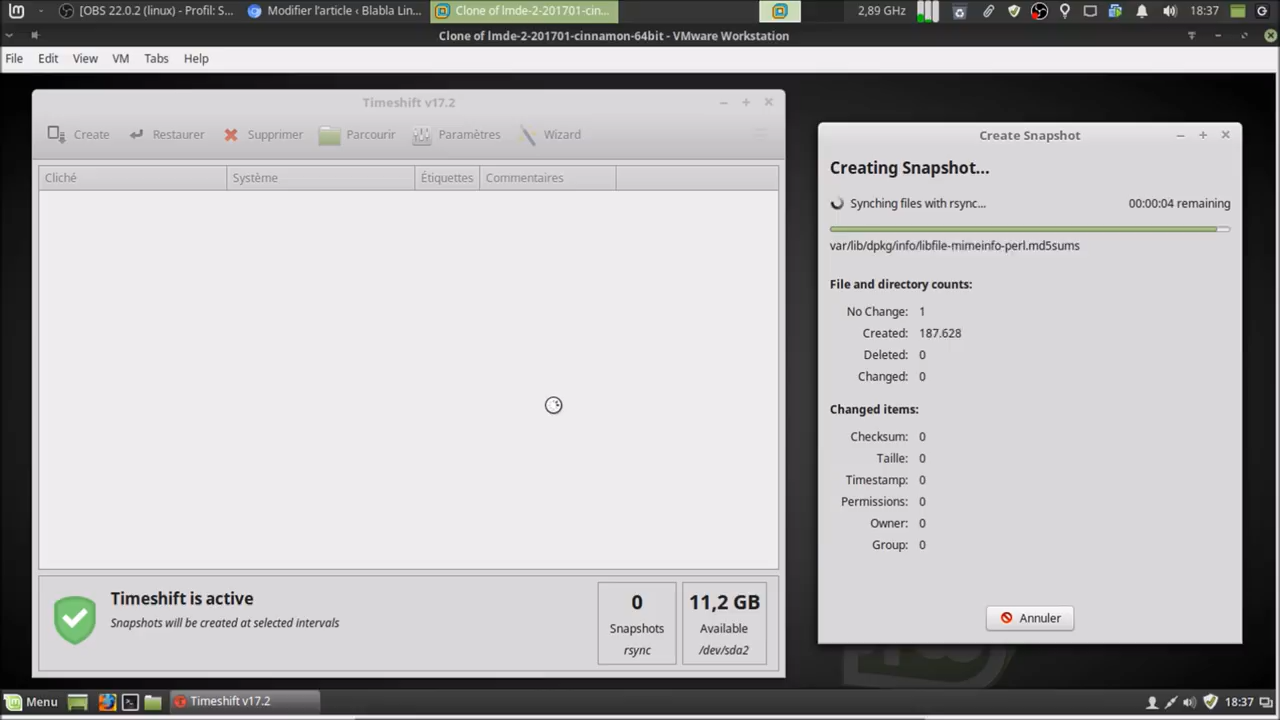 [OBS 22.0.2 (linux) - Profil: S...
Modifier l'article ‹ Blabla Lin...
Clone of lmde-2-201701-cin...
2,89 GHz
18:37
Clone of lmde-2-201701-cinnamon-64bit - VMware Workstation
File Edit View VM Tabs Help
Timeshift v17.2
Create Restaurer Supprimer Parcourir Paramètres Wizard
Cliché Système Étiquettes Commentaires
Timeshift is active
Snapshots will be created at selected intervals
0
Snapshots
rsync
11,2 GB
Available
/dev/sda2
Create Snapshot
Creating Snapshot...
Synching files with rsync... 00:00:04 remaining
var/lib/dpkg/info/libfile-mimeinfo-perl.md5sums
File and directory counts:
No Change: 1
Created: 187.628
Deleted: 0
Changed: 0
Changed items:
Checksum: 0
Taille: 0
Timestamp: 0
Permissions: 0
Owner: 0
Group: 0
Annuler
Menu
Timeshift v17.2
18:37